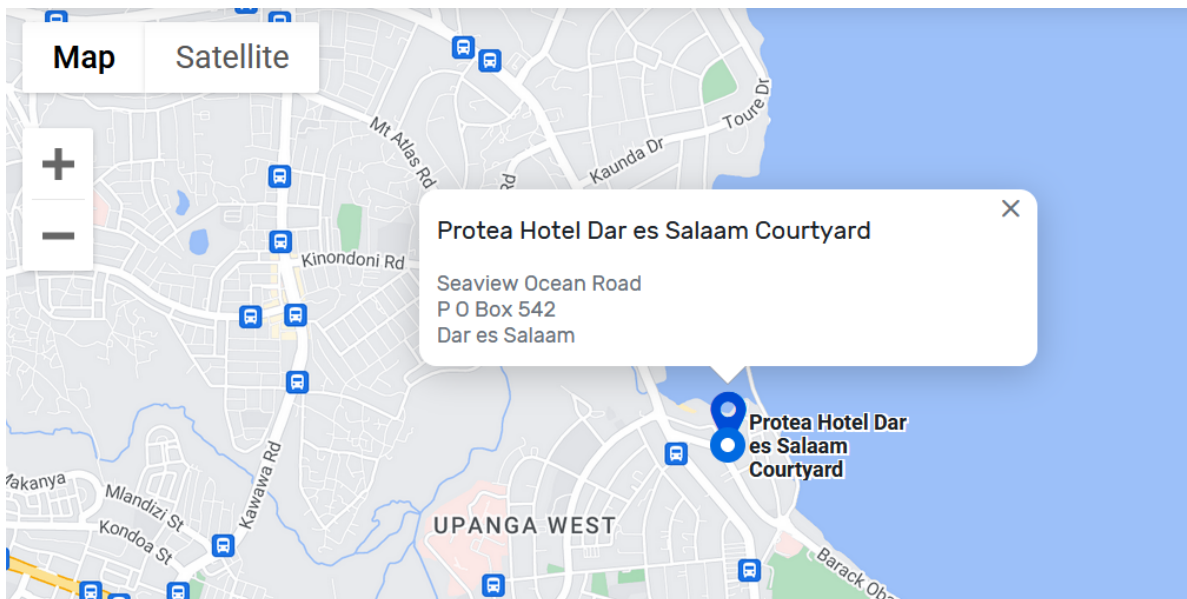 Map
Satellite
Toure Dr
Mt Atlas Rd
Kaunda Dr
Rd
Protea Hotel Dar es Salaam Courtyard
Kinondoni Rd
Seaview Ocean Road
P O Box 542
Dar es Salaam
Protea Hotel Dar
es Salaam
Courtyard
Kawawa Rd
Makanya
Mlandizi St
UPANGA WEST
Kondoa St
Barack Oba